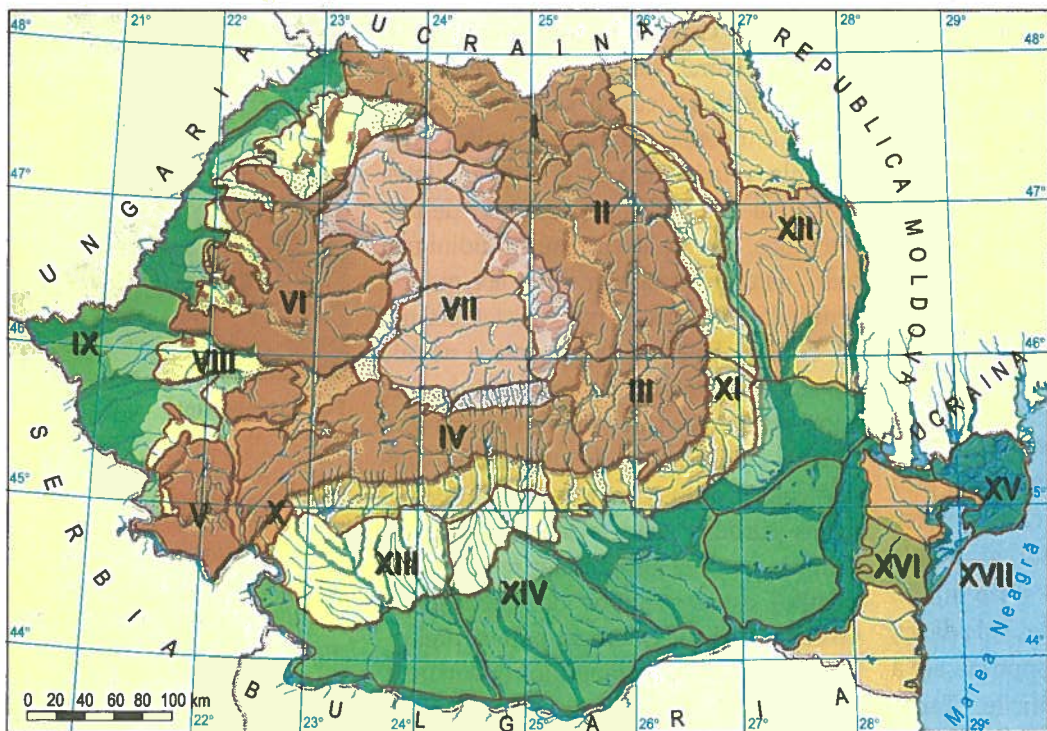 48° 21° 22° 23° 24° 25° 26° 27° 28° 29° 48°
UCRAINA
REPUBLICA MOLDOVA
UNGARIA
47° 47°
I
II
XII
VI
VII
46° 46°
IX
VIII
III
XI
UCRAINA
IV
SERBIA
45° 45°
V
X
XV
XIII
XIV
XVI
XVII
Marea Neagră
44° 44°
0 20 40 60 80 100 km
BULGARIA
22° 23° 24° 25° 26° 27° 28° 29°